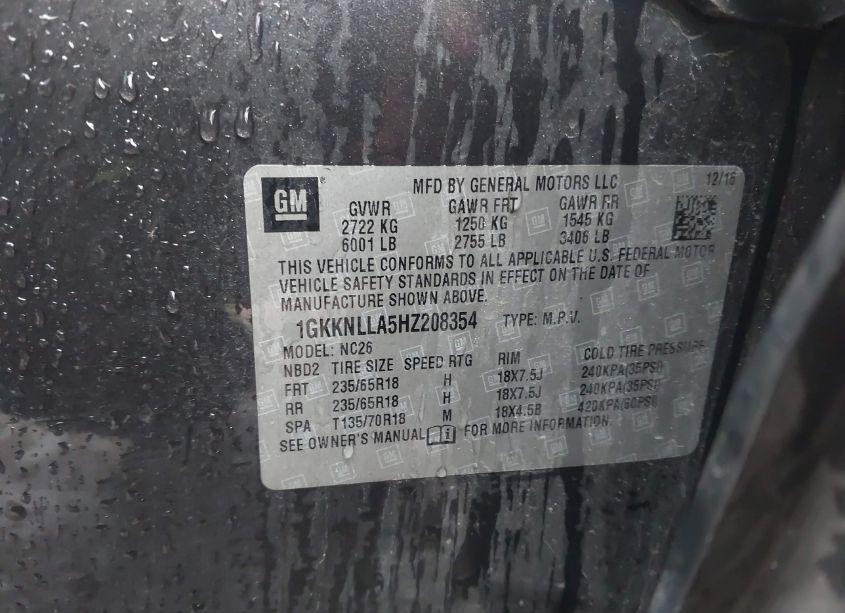 GM
MFD BY GENERAL MOTORS LLC 12/16
GVWR GAWR FRT GAWR RR
2722 KG 1250 KG 1545 KG
6001 LB 2755 LB 3406 LB
THIS VEHICLE CONFORMS TO ALL APPLICABLE U.S. FEDERAL MOTOR
VEHICLE SAFETY STANDARDS IN EFFECT ON THE DATE OF
MANUFACTURE SHOWN ABOVE.
1GKKNLLA5HZ208354 TYPE: M.P.V.
MODEL: NC26
NBD2 TIRE SIZE SPEED RTG RIM COLD TIRE PRESSURE
FRT 235/65R18 H 18X7.5J 240KPA(35PSI)
RR 235/65R18 H 18X7.5J 240KPA(35PSI)
SPA T135/70R18 M 18X4.5B 420KPA(60PSI)
SEE OWNER'S MANUAL i FOR MORE INFORMATION.